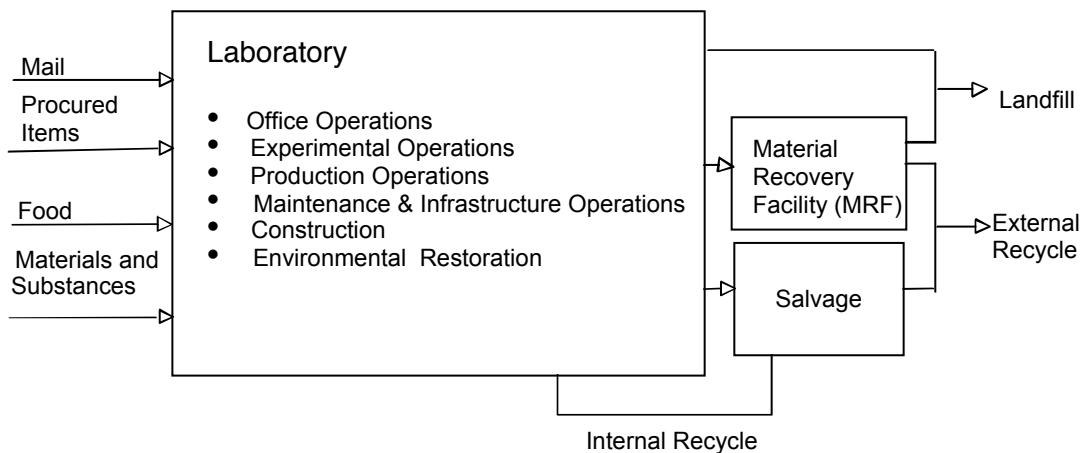 Mail
Procured
Items
Food
Materials and
Substances
Laboratory
• Office Operations
• Experimental Operations
• Production Operations
• Maintenance & Infrastructure Operations
• Construction
• Environmental Restoration
Material
Recovery
Facility (MRF)
Salvage
Landfill
External
Recycle
Internal Recycle